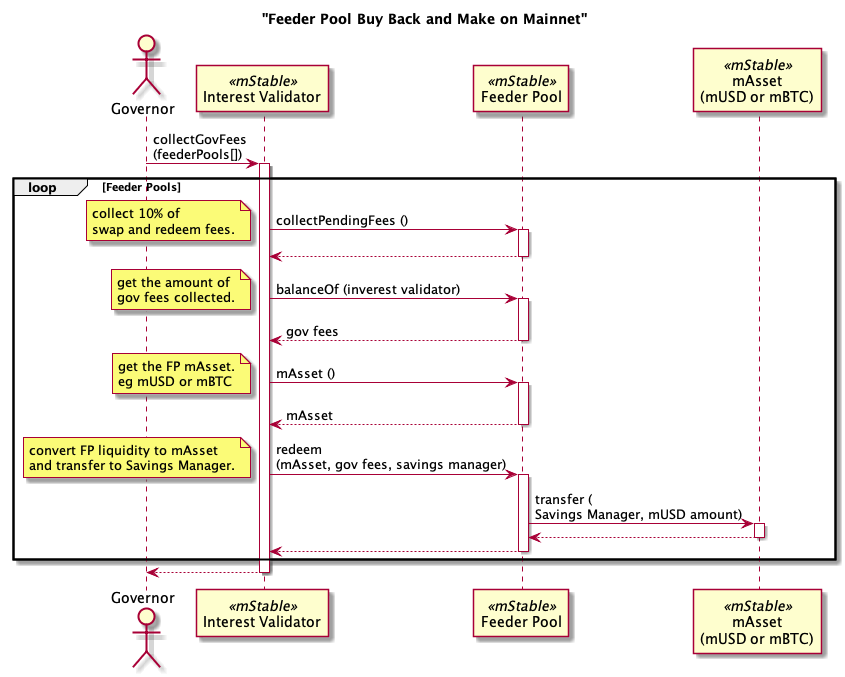 "Feeder Pool Buy Back and Make on Mainnet"
Governor
«mStable»
Interest Validator
«mStable»
Feeder Pool
«mStable»
mAsset
(mUSD or mBTC)
collectGovFees
(feederPools[])
loop
[Feeder Pools]
collect 10% of
swap and redeem fees.
collectPendingFees ()
get the amount of
gov fees collected.
balanceOf (inverest validator)
gov fees
get the FP mAsset.
eg mUSD or mBTC
mAsset ()
mAsset
convert FP liquidity to mAsset
and transfer to Savings Manager.
redeem
(mAsset, gov fees, savings manager)
transfer (
Savings Manager, mUSD amount)
Governor
«mStable»
Interest Validator
«mStable»
Feeder Pool
«mStable»
mAsset
(mUSD or mBTC)